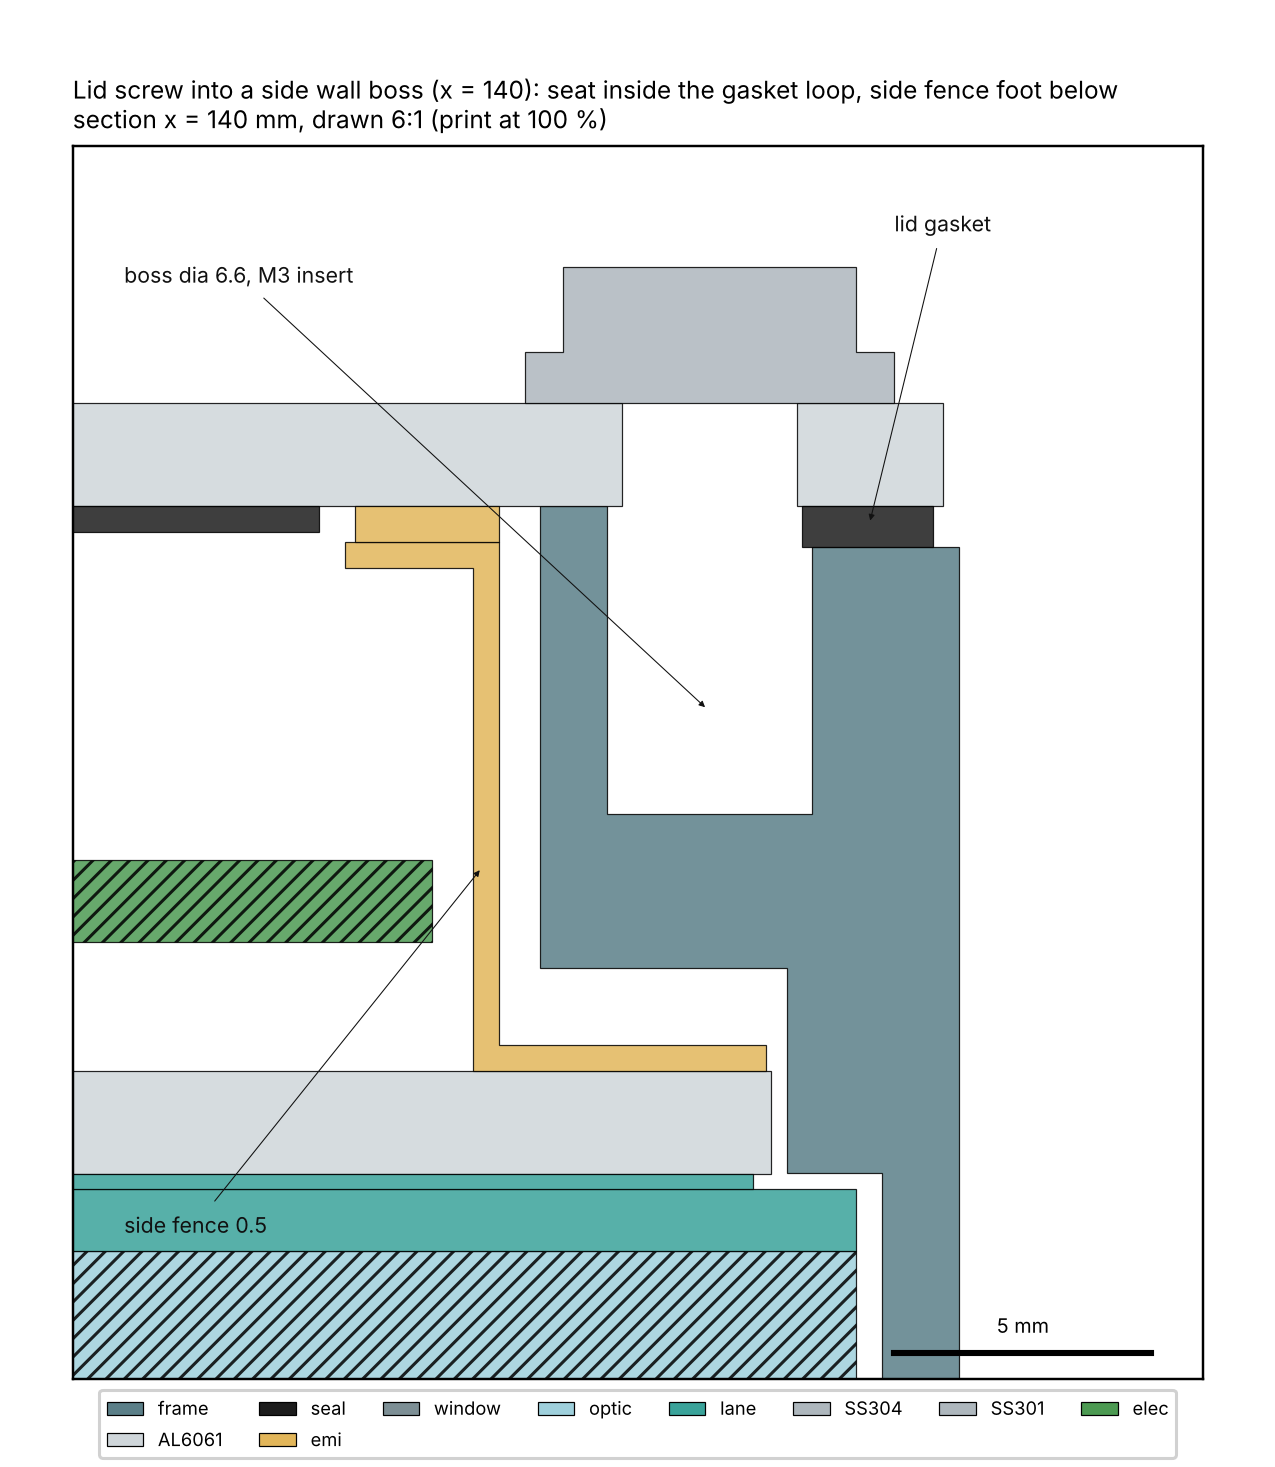 Lid screw into a side wall boss (x = 140): seat inside the gasket loop, side fence foot below
section x = 140 mm, drawn 6:1 (print at 100 %)
lid gasket
boss dia 6.6, M3 insert
side fence 0.5
5 mm
frame seal window optic lane SS304 SS301 elec
AL6061 emi